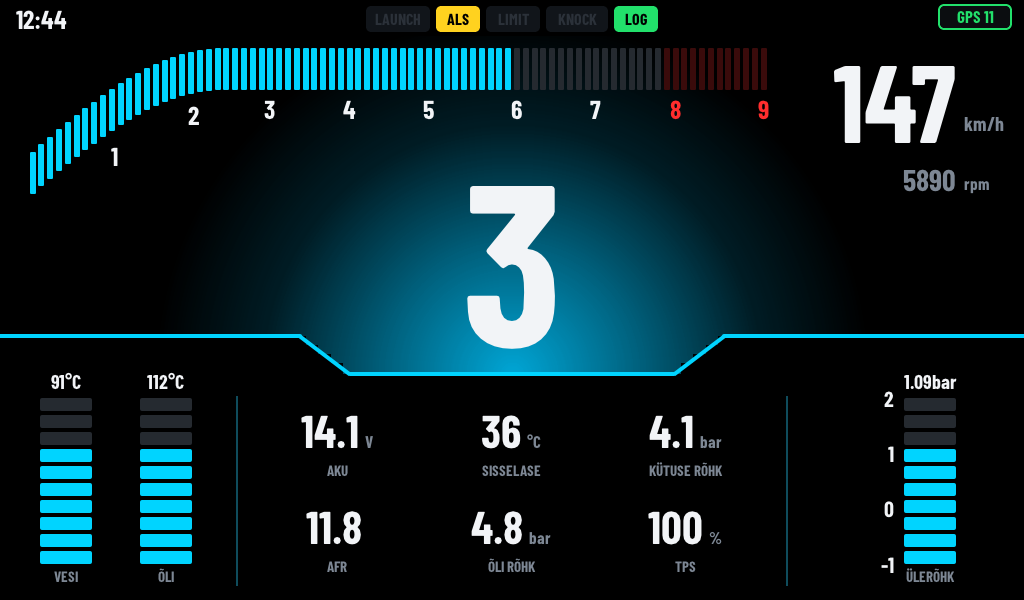 12:44
LAUNCH ALS LIMIT KNOCK LOG
GPS 11
1 2 3 4 5 6 7 8 9
147 km/h
5890 rpm
3
91°C
VESI
112°C
ÕLI
14.1 V
AKU
36 °C
SISSELASE
4.1 bar
KÜTUSE RÕHK
11.8
AFR
4.8 bar
ÕLI RÕHK
100 %
TPS
1.09bar
2
1
0
-1
ÜLERÕHK